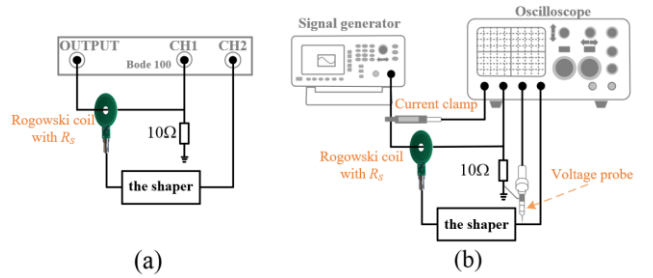 OUTPUT CH1 CH2
Bode 100
Rogowski coil
with R_S
10Ω
the shaper
(a)
Signal generator
Oscilloscope
Current clamp
Rogowski coil
with R_S
10Ω
Voltage probe
the shaper
(b)